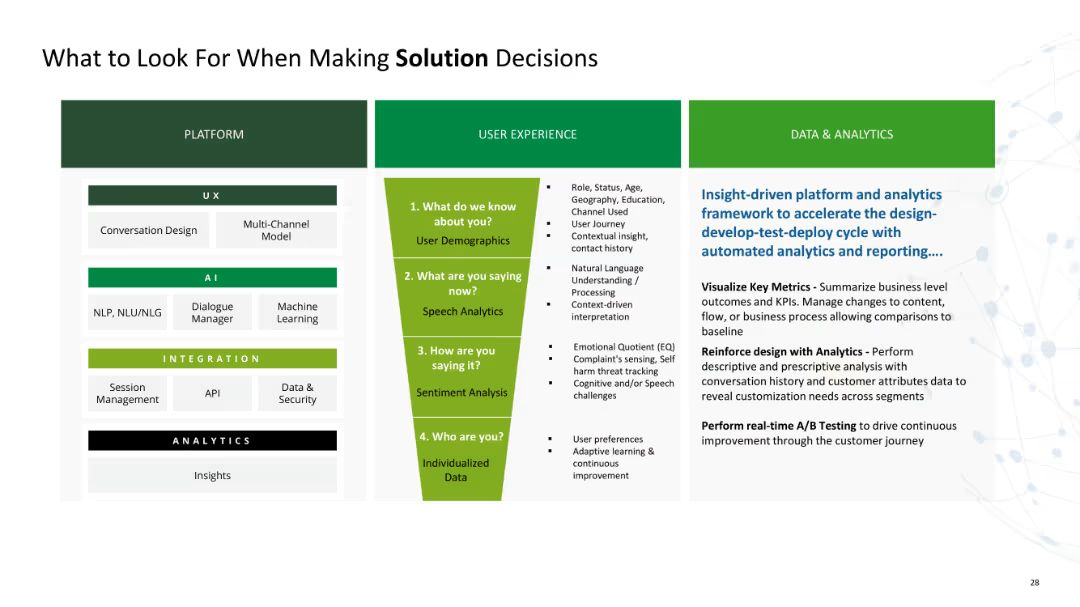 What to Look For When Making Solution Decisions
PLATFORM
UX
Conversation Design
Multi-Channel
Model
AI
NLP, NLU/NLG
Dialogue
Manager
Machine
Learning
INTEGRATION
Session
Management
API
Data &
Security
ANALYTICS
Insights
USER EXPERIENCE
1. What do we know
about you?
User Demographics
▪ Role, Status, Age,
Geography, Education,
Channel Used
▪ User Journey
▪ Contextual insight,
contact history
2. What are you saying
now?
Speech Analytics
▪ Natural Language
Understanding /
Processing
▪ Context-driven
interpretation
3. How are you
saying it?
Sentiment Analysis
▪ Emotional Quotient (EQ)
▪ Complaint's sensing, Self
harm threat tracking
▪ Cognitive and/or Speech
challenges
4. Who are you?
Individualized
Data
▪ User preferences
▪ Adaptive learning &
continuous
improvement
DATA & ANALYTICS
Insight-driven platform and analytics
framework to accelerate the design-
develop-test-deploy cycle with
automated analytics and reporting….
Visualize Key Metrics - Summarize business level
outcomes and KPIs. Manage changes to content,
flow, or business process allowing comparisons to
baseline
Reinforce design with Analytics - Perform
descriptive and prescriptive analysis with
conversation history and customer attributes data to
reveal customization needs across segments
Perform real-time A/B Testing to drive continuous
improvement through the customer journey
28